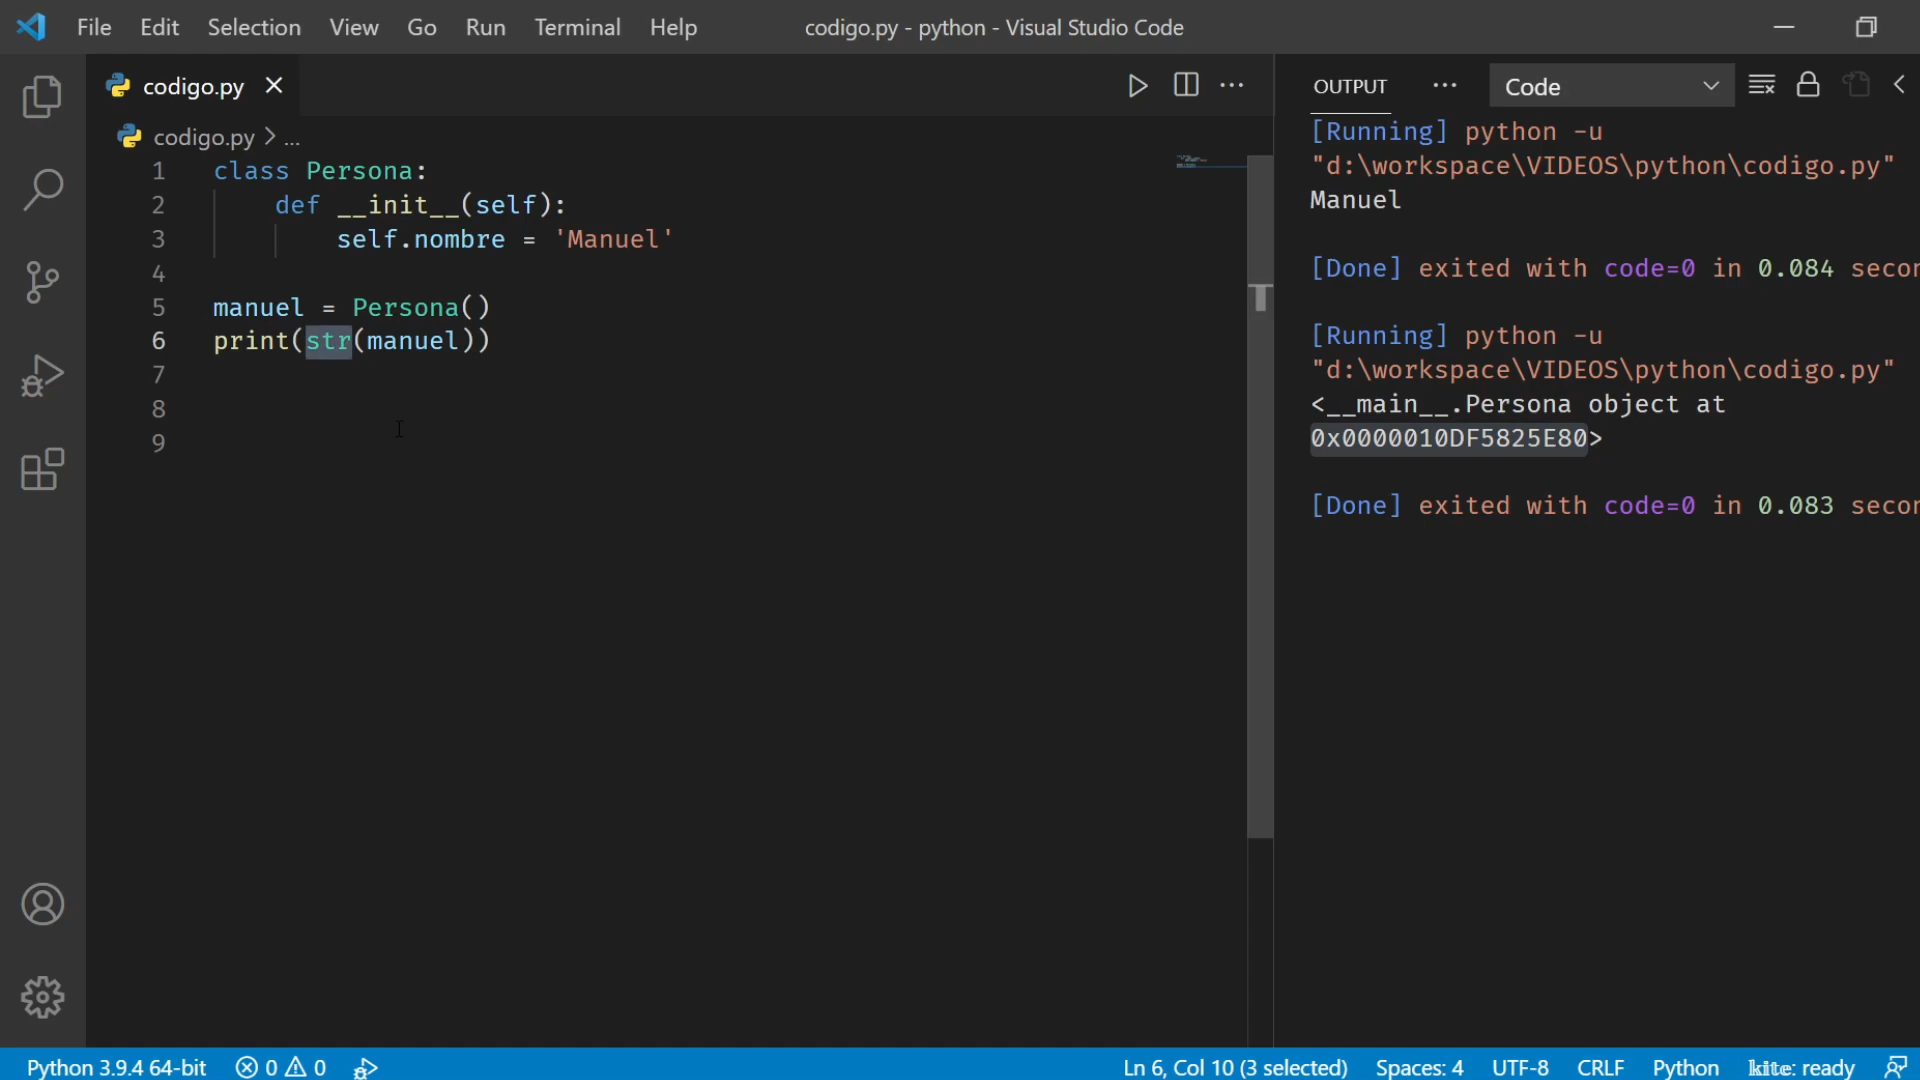 File Edit Selection View Go Run Terminal Help
codigo.py - python - Visual Studio Code
codigo.py
codigo.py > ...
1 class Persona:
2     def __init__(self):
3         self.nombre = 'Manuel'
4
5 manuel = Persona()
6 print(str(manuel))
7
8
9
OUTPUT ... Code
[Running] python -u
"d:\workspace\VIDEOS\python\codigo.py"
Manuel
[Done] exited with code=0 in 0.084 secon
[Running] python -u
"d:\workspace\VIDEOS\python\codigo.py"
<__main__.Persona object at
0x0000010DF5825E80>
[Done] exited with code=0 in 0.083 secon
Python 3.9.4 64-bit 0 0 Ln 6, Col 10 (3 selected) Spaces: 4 UTF-8 CRLF Python kite: ready